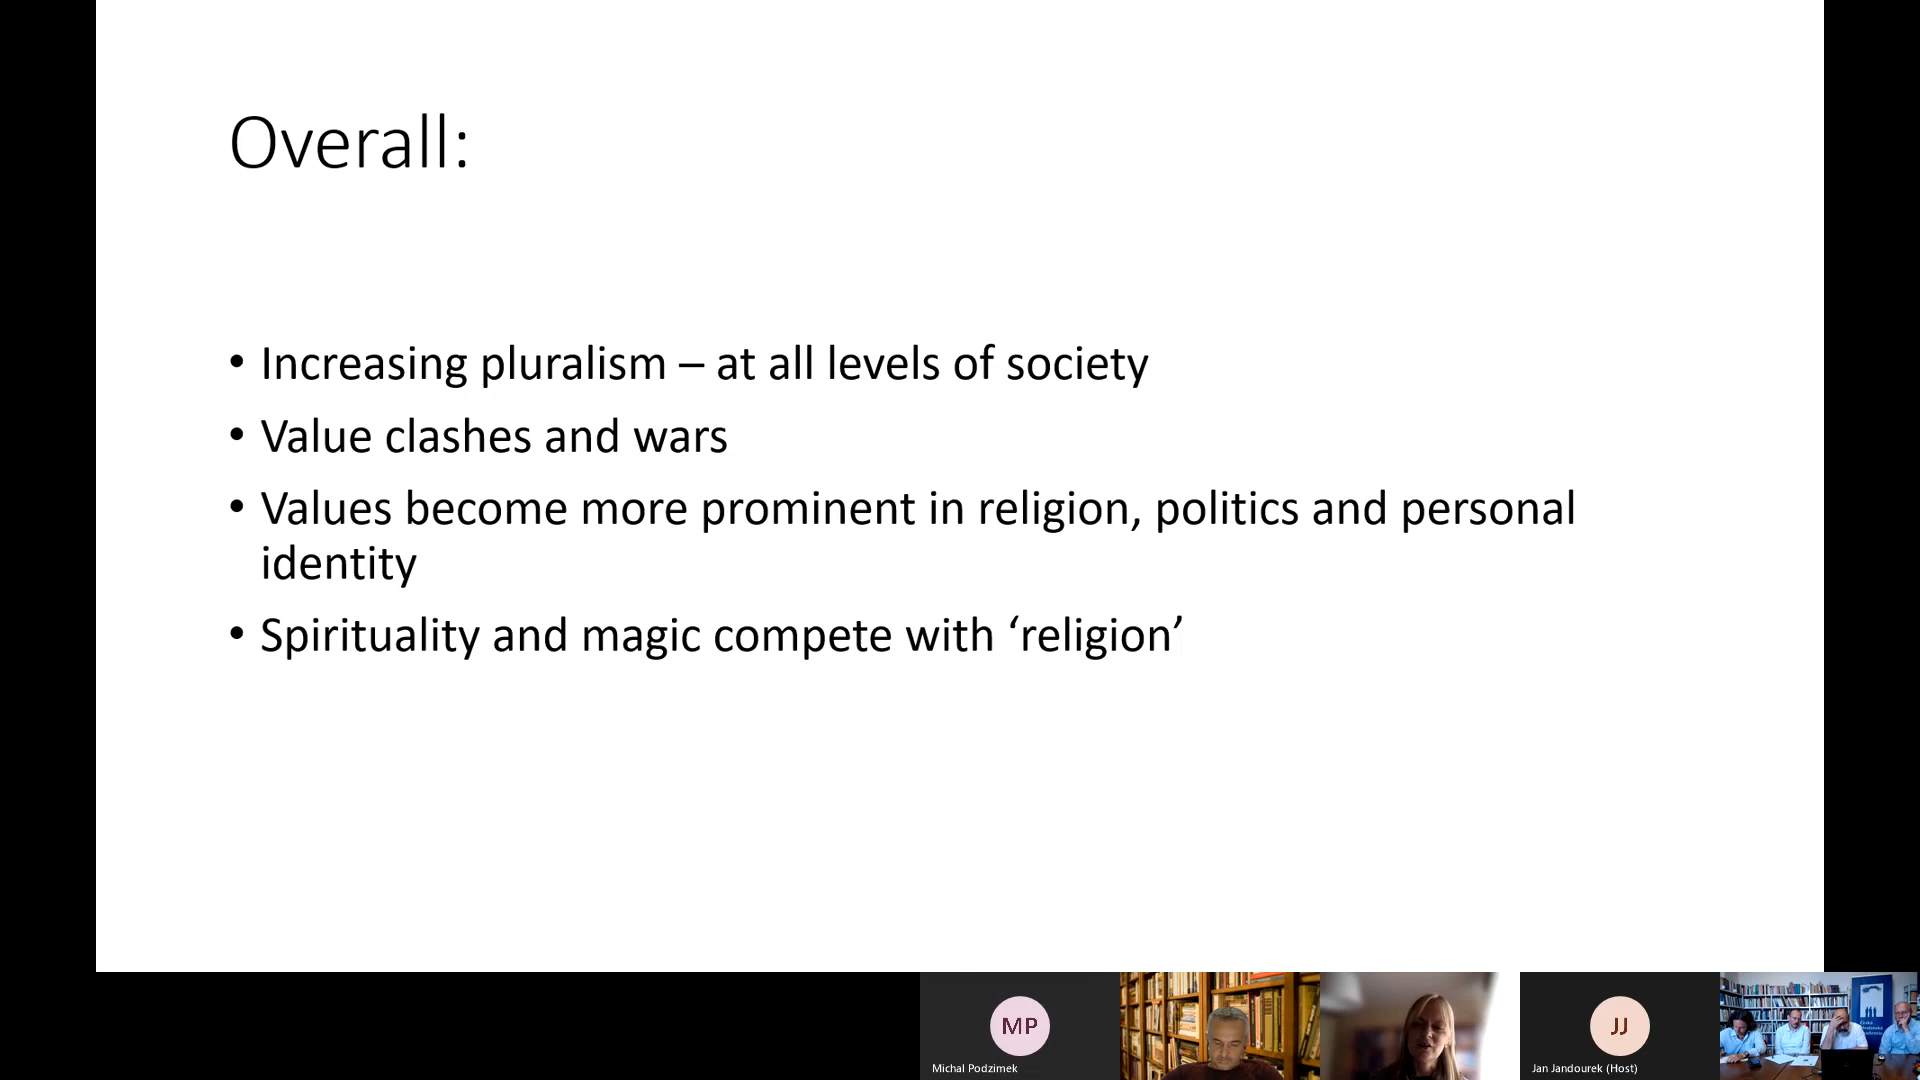 Overall:
• Increasing pluralism – at all levels of society
• Value clashes and wars
• Values become more prominent in religion, politics and personal
identity
• Spirituality and magic compete with ‘religion’
MP
JJ
Michal Podzimek
Jan Jandourek (Host)